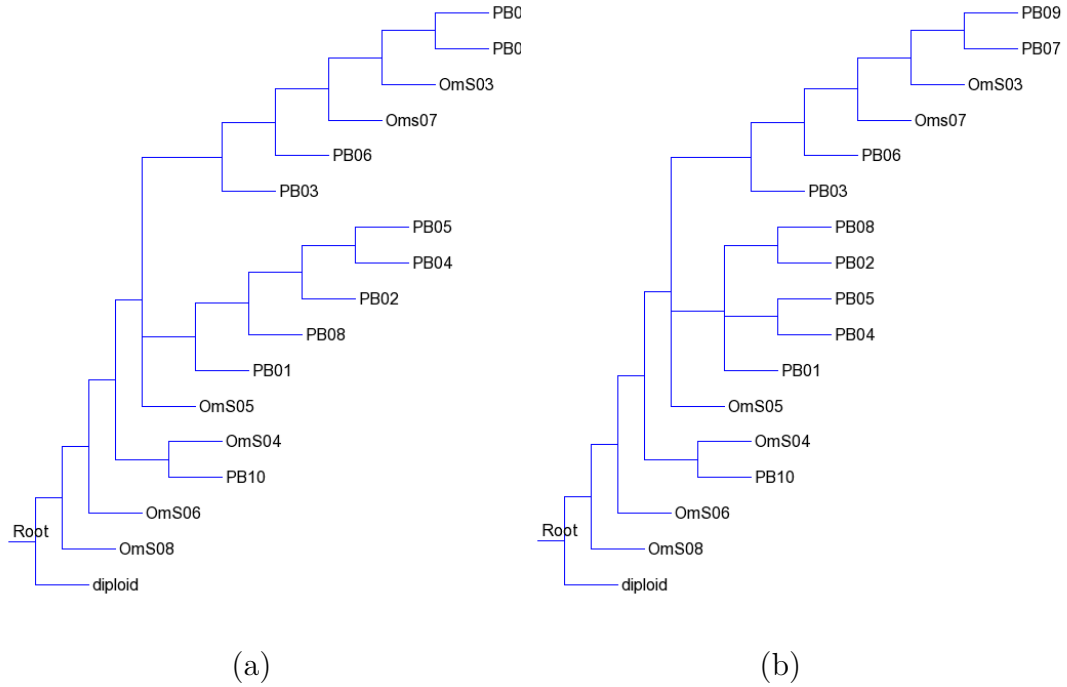 PB0
PB0
OmS03
Oms07
PB06
PB03
PB05
PB04
PB02
PB08
PB01
OmS05
OmS04
PB10
OmS06
Root
OmS08
diploid
(a)
PB09
PB07
OmS03
Oms07
PB06
PB03
PB08
PB02
PB05
PB04
PB01
OmS05
OmS04
PB10
OmS06
Root
OmS08
diploid
(b)